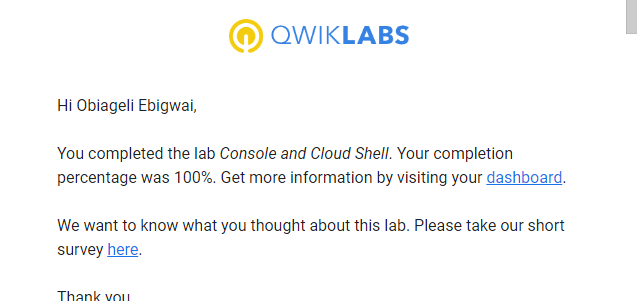 QWIKLABS
Hi Obiageli Ebigwai,
You completed the lab Console and Cloud Shell. Your completion
percentage was 100%. Get more information by visiting your dashboard.
We want to know what you thought about this lab. Please take our short
survey here.
Thank you